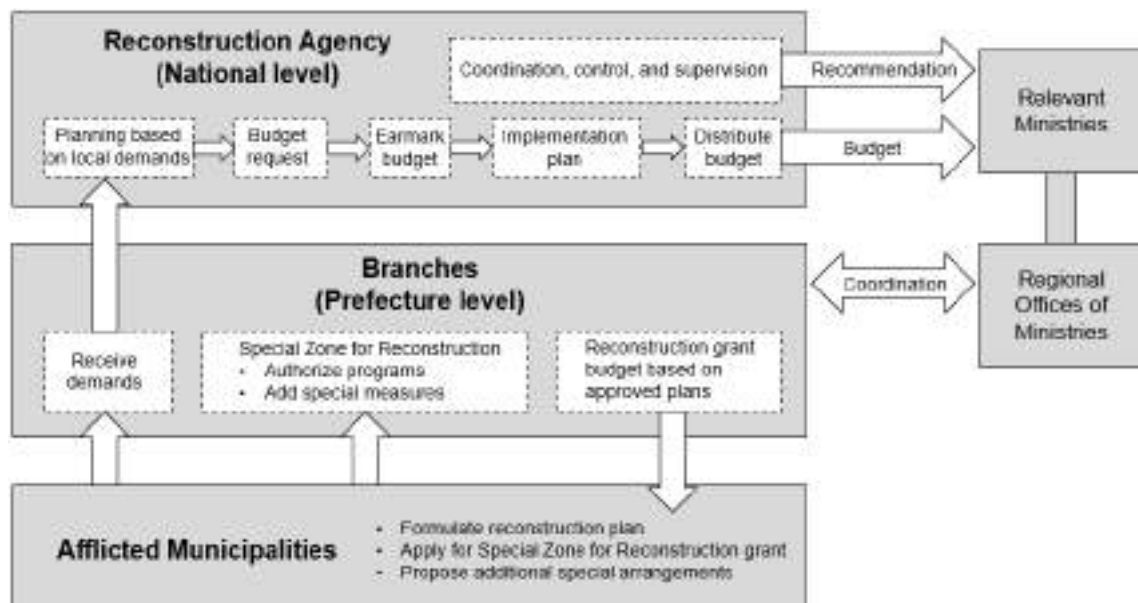 Reconstruction Agency
(National level)
Coordination, control, and supervision
Recommendation
Relevant
Ministries
Planning based
on local demands
Budget
request
Earmark
budget
Implementation
plan
Distribute
budget
Budget
Branches
(Prefecture level)
Coordination
Regional
Offices of
Ministries
Receive
demands
Special Zone for Reconstruction
• Authorize programs
• Add special measures
Reconstruction grant
budget based on
approved plans
Afflicted Municipalities
• Formulate reconstruction plan
• Apply for Special Zone for Reconstruction grant
• Propose additional special arrangements